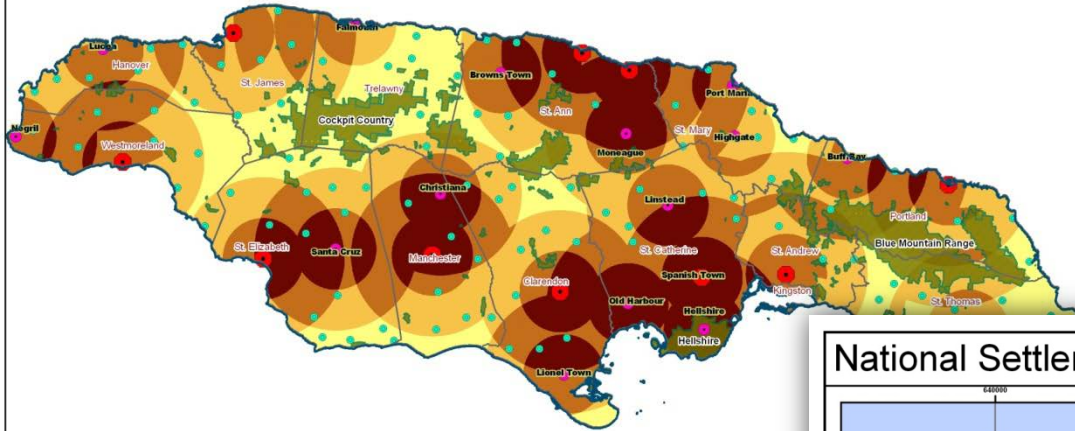 Falmouth
Lucea
Hanover
St. James
Trelawny
Browns Town
St. Ann
Port Maria
Negril
Cockpit Country
St. Mary
Highgate
Westmoreland
Moneague
Buff Bay
Christiana
Linstead
Portland
St. Elizabeth
Santa Cruz
Manchester
St. Catherine
St. Andrew
Blue Mountain Range
Spanish Town
Clarendon
Kingston
Old Harbour
St. Thomas
Hellshire
Hellshire
Lionel Town
National Settler
640000